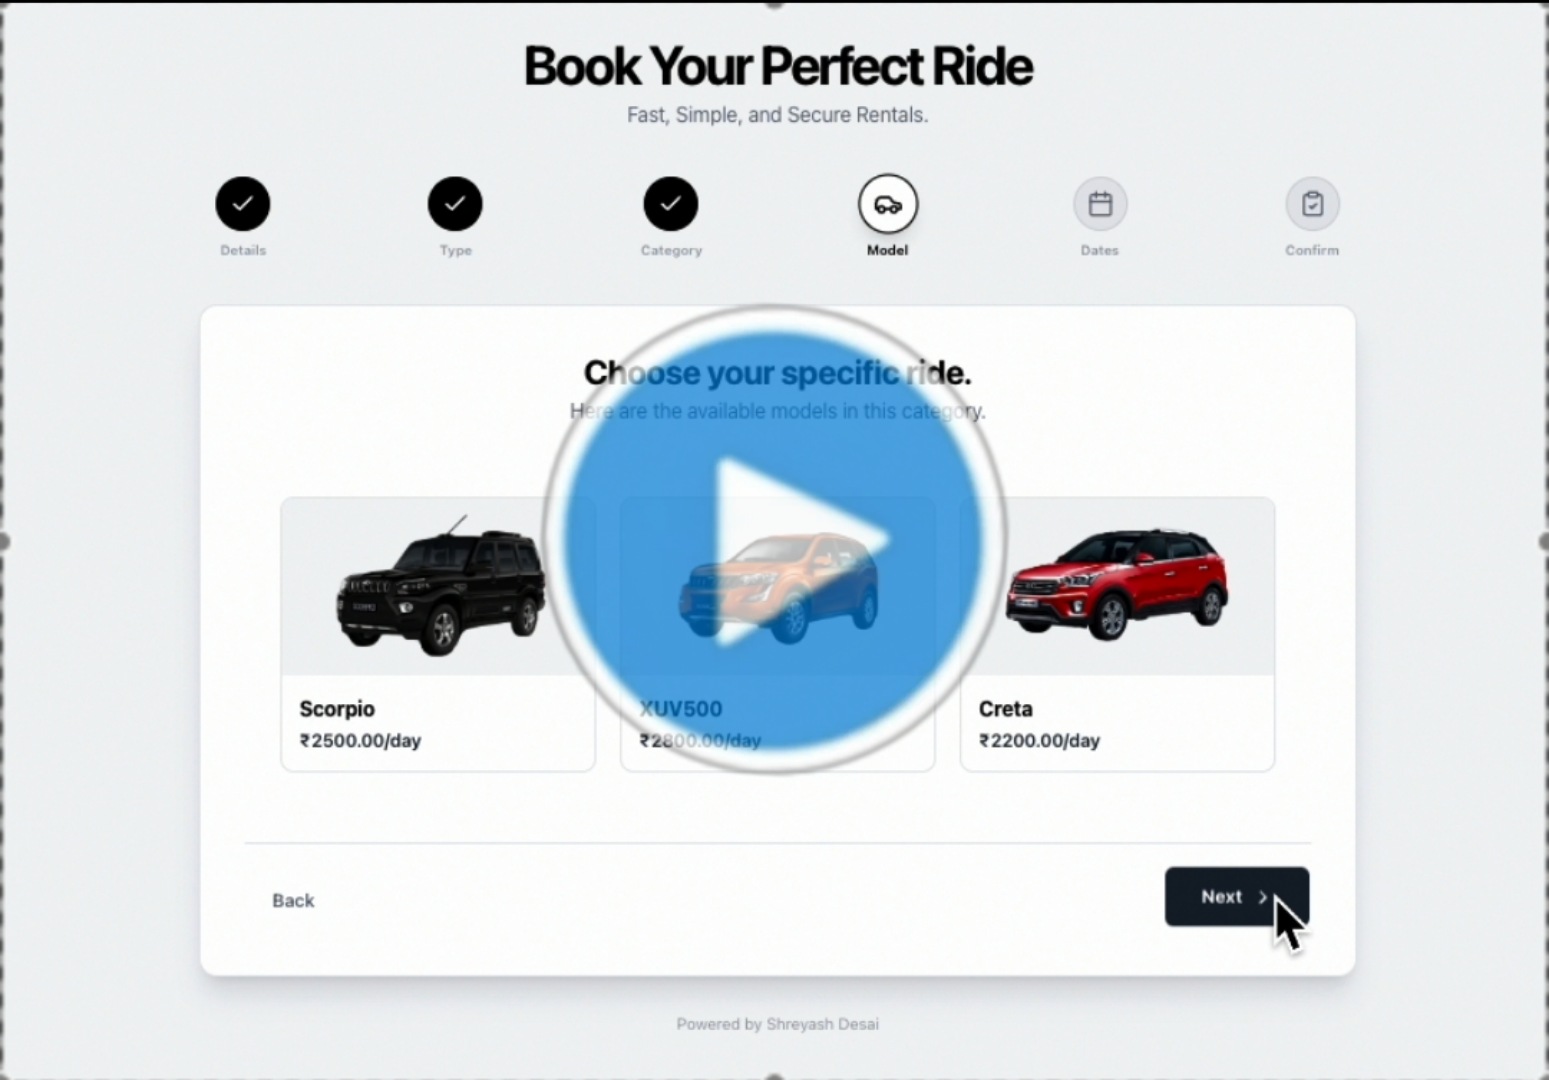 Book Your Perfect Ride
Fast, Simple, and Secure Rentals.
Details
Type
Category
Model
Dates
Confirm
Choose your specific ride.
Here are the available models in this category.
Scorpio
₹2500.00/day
XUV500
₹2800.00/day
Creta
₹2200.00/day
Back
Next
Powered by Shreyash Desai